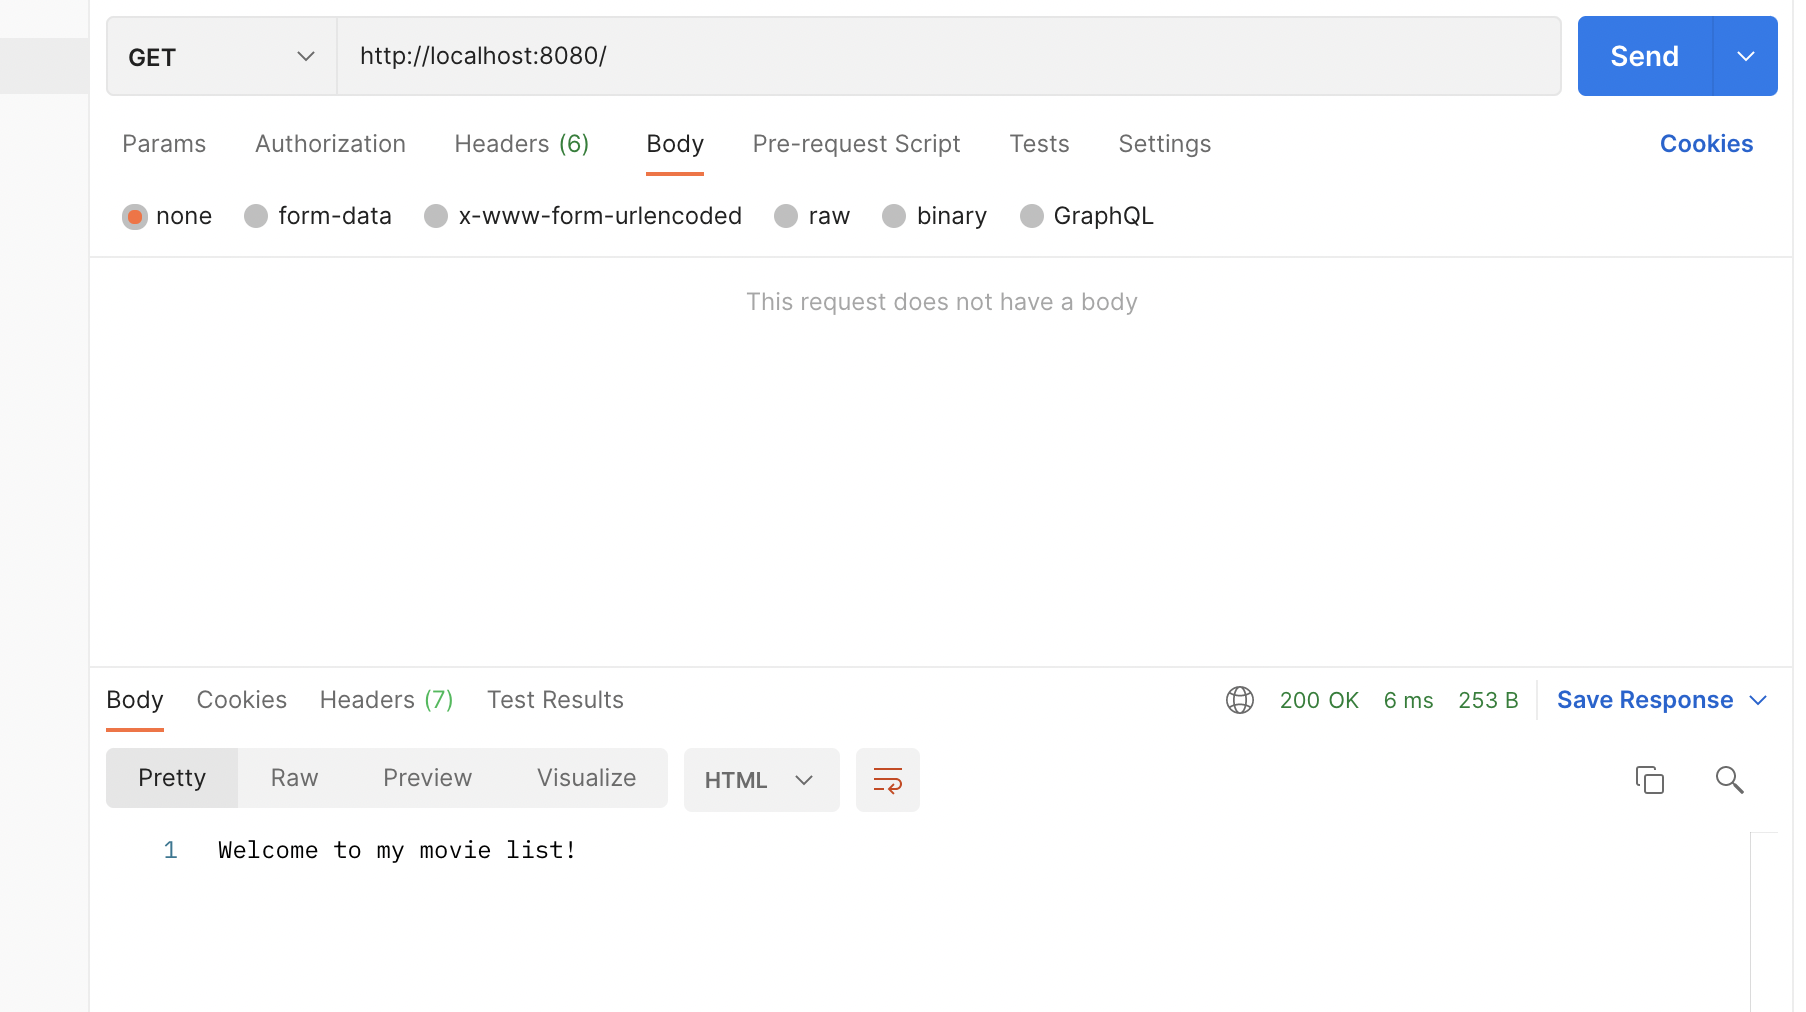 GET http://localhost:8080/ Send
Params Authorization Headers (6) Body Pre-request Script Tests Settings Cookies
none form-data x-www-form-urlencoded raw binary GraphQL
This request does not have a body
Body Cookies Headers (7) Test Results 200 OK 6 ms 253 B Save Response
Pretty Raw Preview Visualize HTML
1 Welcome to my movie list!